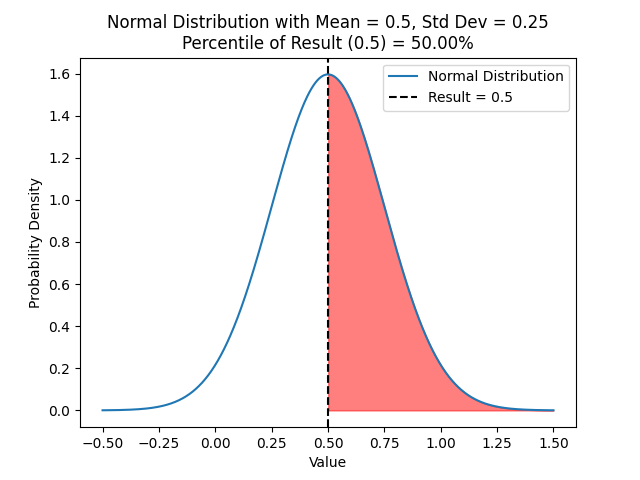 Normal Distribution with Mean = 0.5, Std Dev = 0.25
Percentile of Result (0.5) = 50.00%
Normal Distribution
Result = 0.5
Probability Density
1.6
1.4
1.2
1.0
0.8
0.6
0.4
0.2
0.0
−0.50 −0.25 0.00 0.25 0.50 0.75 1.00 1.25 1.50
Value